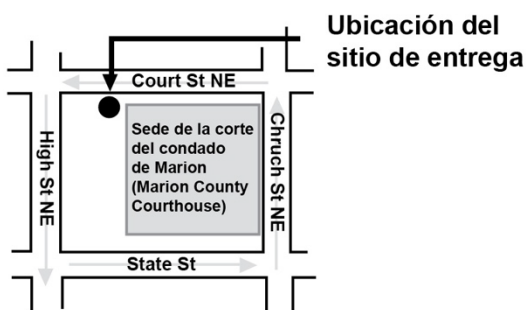 Ubicación del
sitio de entrega
Court St NE
Sede de la corte
del condado
de Marion
(Marion County
Courthouse)
High St NE
Chruch St NE
State St